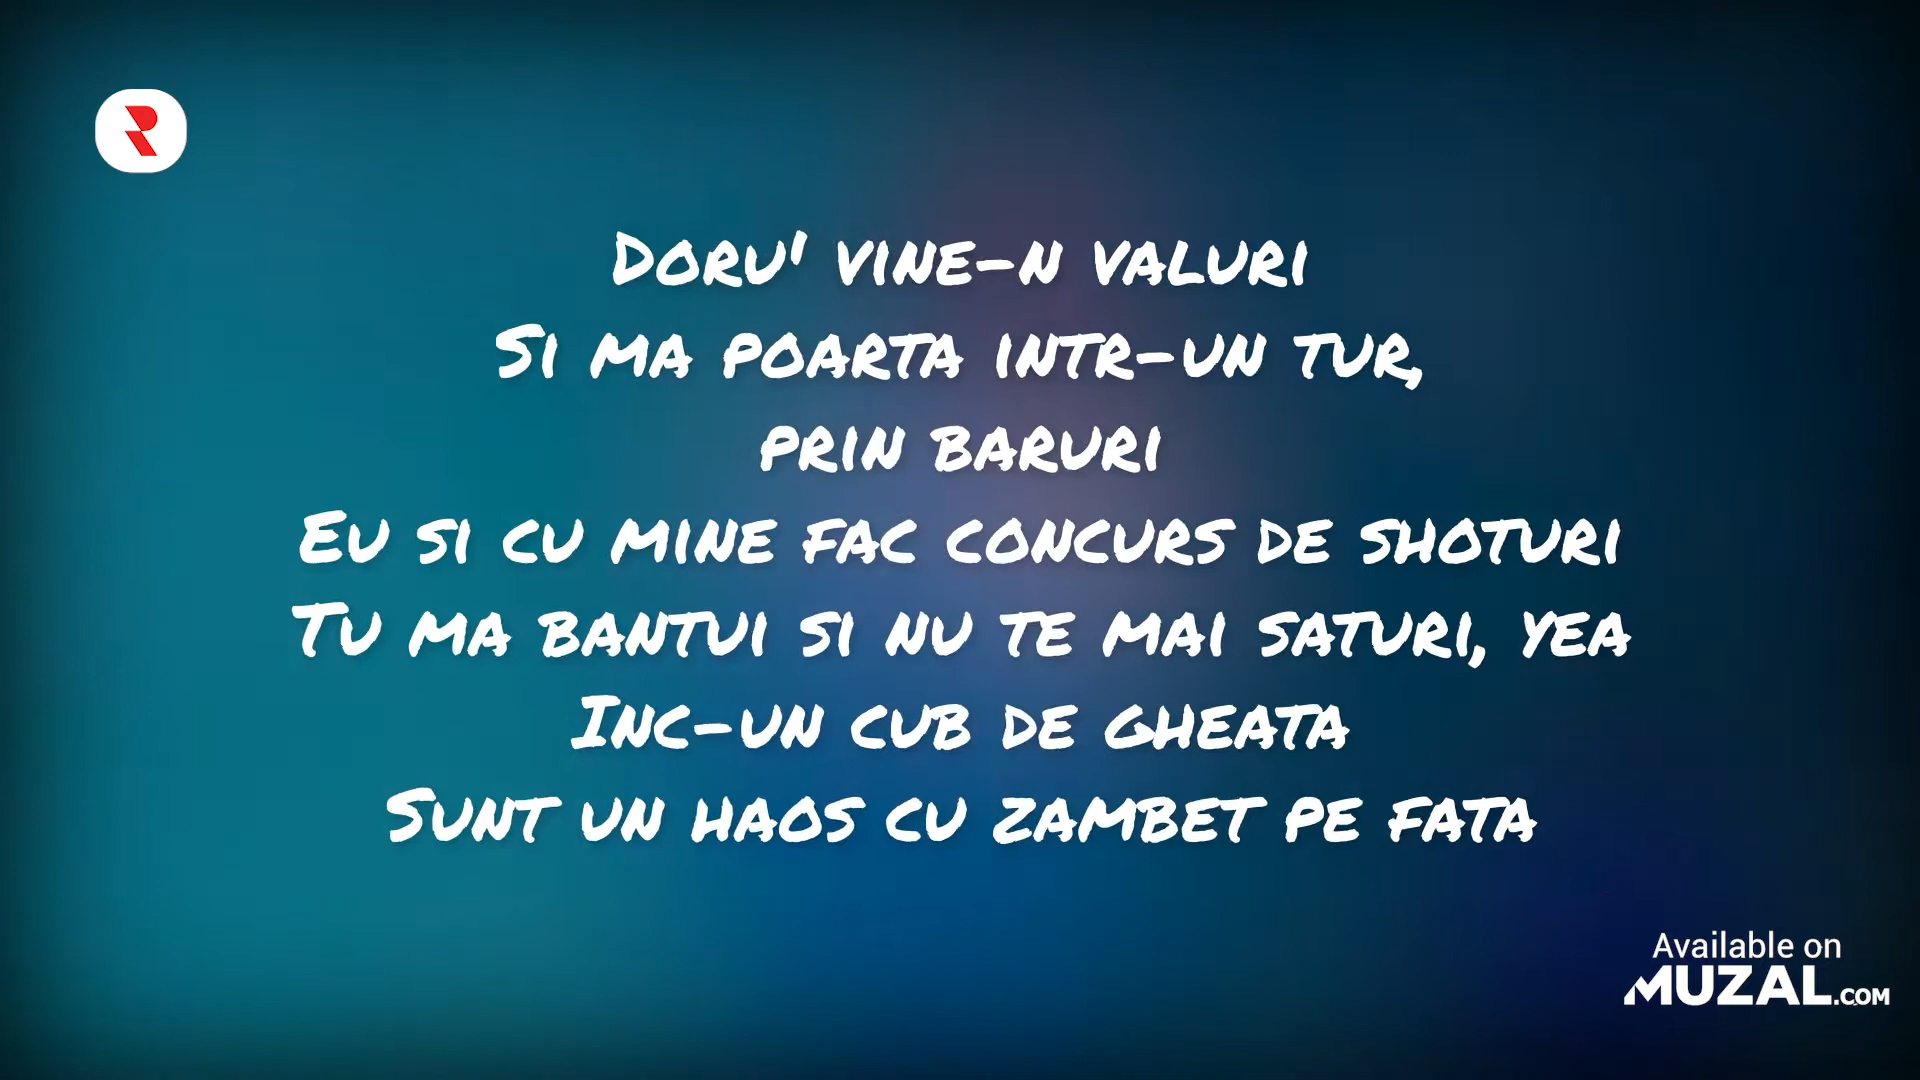 Doru' vine-n valuri
Si ma poarta intr-un tur,
prin baruri
Eu si cu mine fac concurs de shoturi
Tu ma bantui si nu te mai saturi, yea
Inc-un cub de gheata
Sunt un haos cu zambet pe fata
Available on
MUZAL.COM